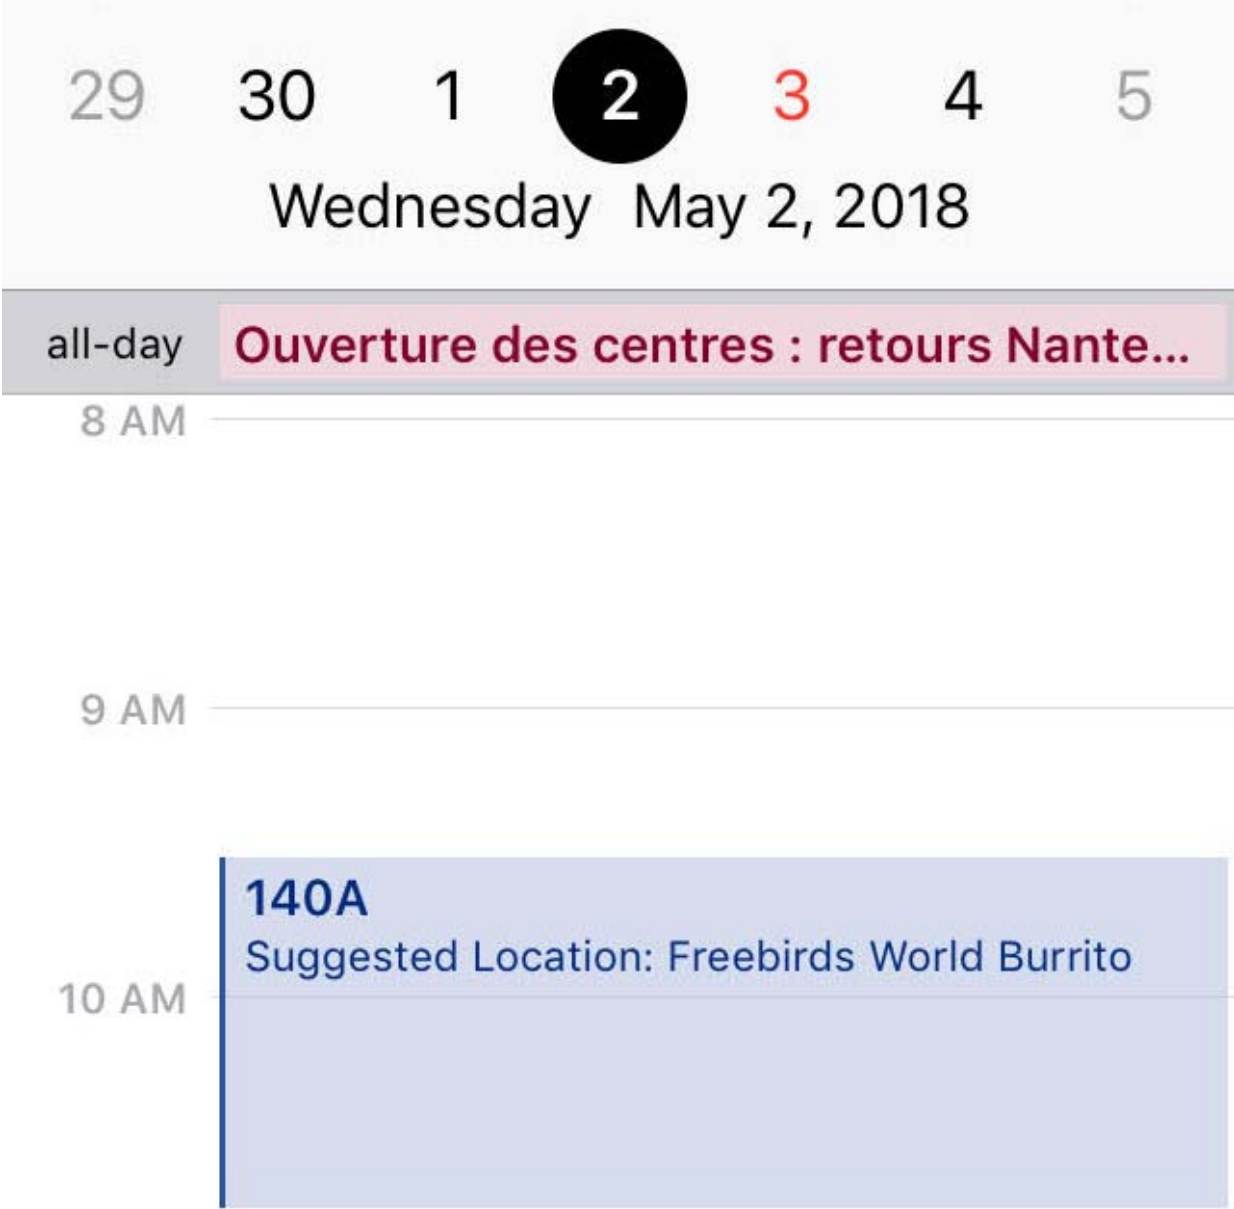 29 30 1 2 3 4 5
Wednesday May 2, 2018
all-day Ouverture des centres : retours Nante...
8 AM
9 AM
140A
Suggested Location: Freebirds World Burrito
10 AM